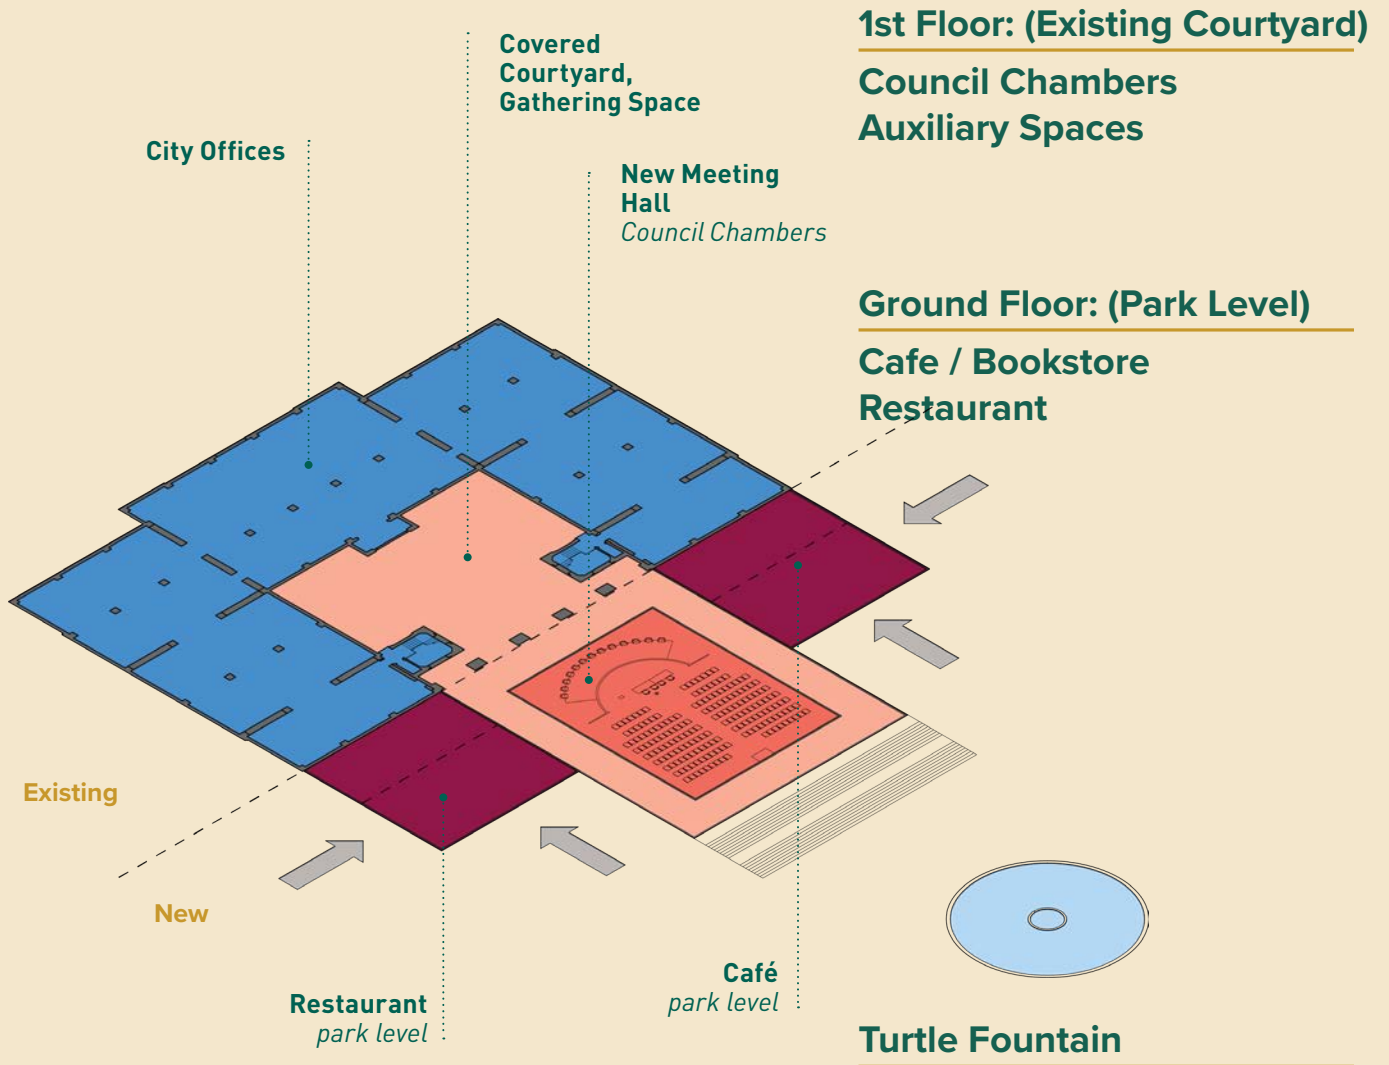 1st Floor: (Existing Courtyard)
Council Chambers
Auxiliary Spaces
Covered
Courtyard,
Gathering Space
City Offices
New Meeting
Hall
Council Chambers
Ground Floor: (Park Level)
Cafe / Bookstore
Restaurant
Existing
New
Restaurant
park level
Café
park level
Turtle Fountain